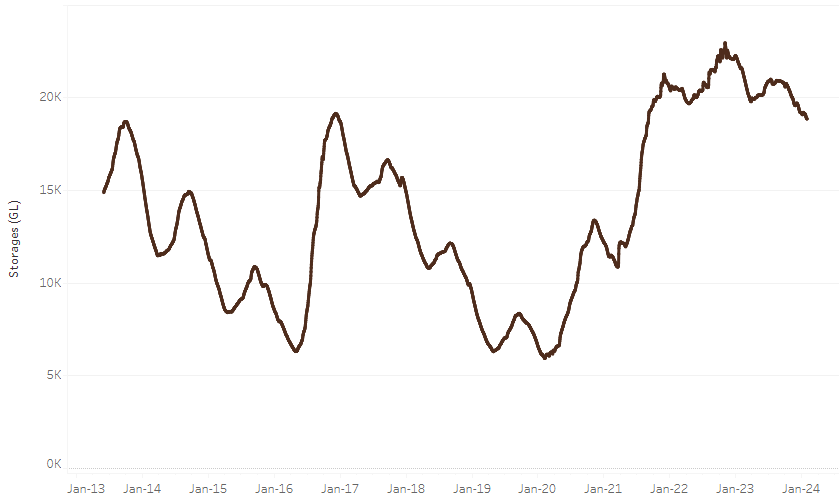 20K
15K
Storages (GL)
10K
5K
0K
Jan-13 Jan-14 Jan-15 Jan-16 Jan-17 Jan-18 Jan-19 Jan-20 Jan-21 Jan-22 Jan-23 Jan-24